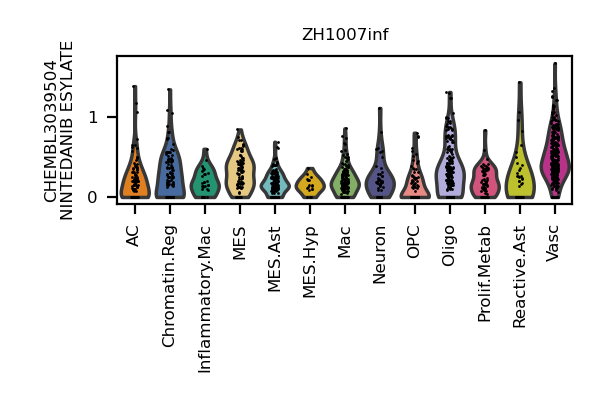 ZH1007inf
CHEMBL3039504
NINTEDANIB ESYLATE
1
0
AC
Chromatin.Reg
Inflammatory.Mac
MES
MES.Ast
MES.Hyp
Mac
Neuron
OPC
Oligo
Prolif.Metab
Reactive.Ast
Vasc